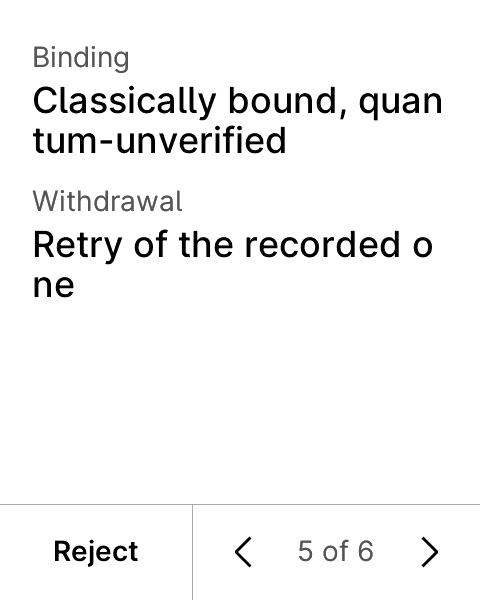 Binding
Classically bound, quan
tum-unverified
Withdrawal
Retry of the recorded o
ne
Reject
5 of 6